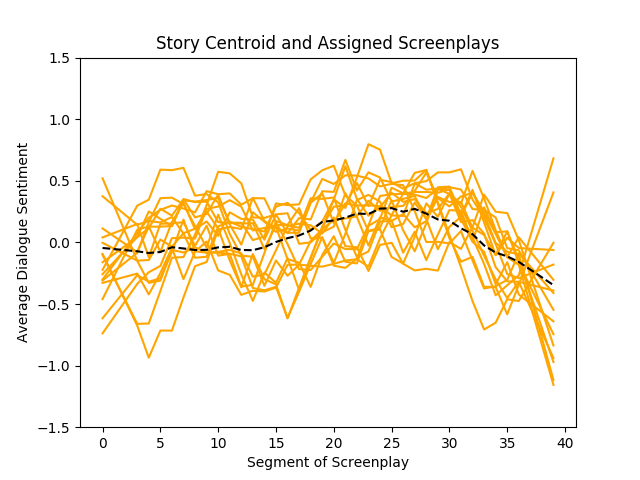 Story Centroid and Assigned Screenplays
1.5
1.0
0.5
0.0
−0.5
−1.0
−1.5
Average Dialogue Sentiment
0 5 10 15 20 25 30 35 40
Segment of Screenplay